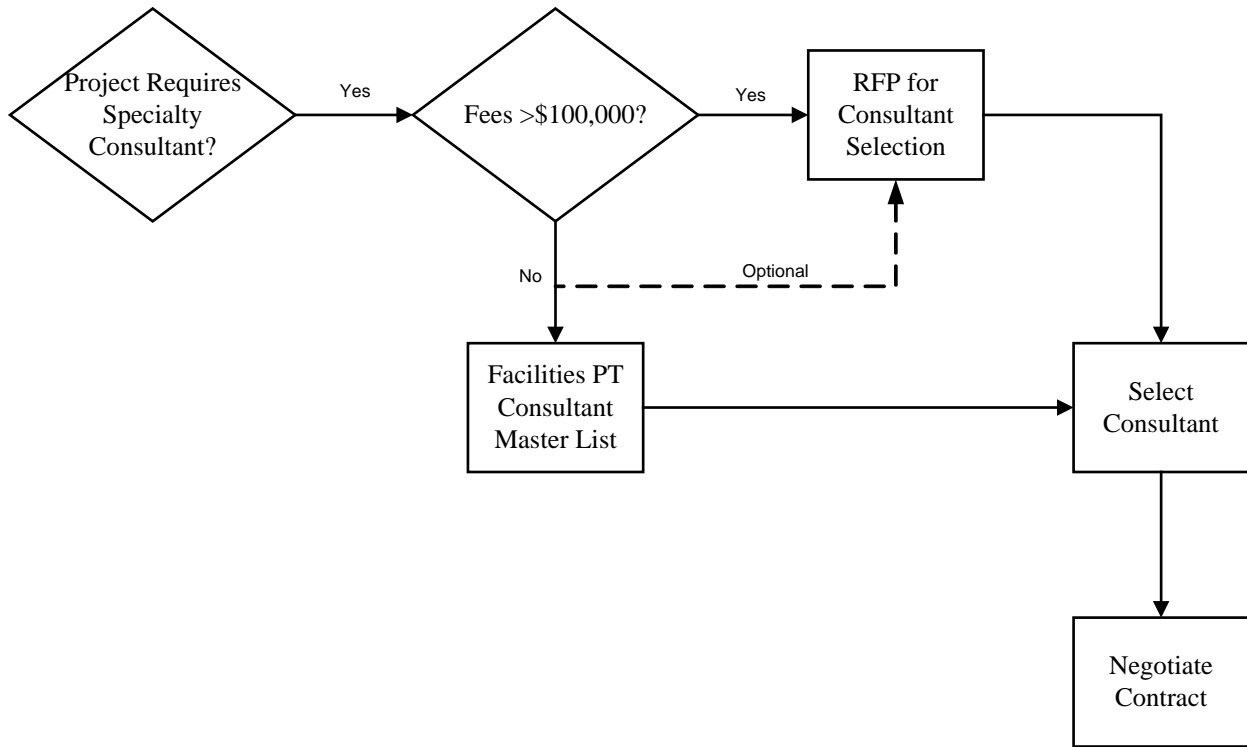 Project Requires
Specialty
Consultant?
Yes
Fees >$100,000?
Yes
RFP for
Consultant
Selection
No
Optional
Facilities PT
Consultant
Master List
Select
Consultant
Negotiate
Contract